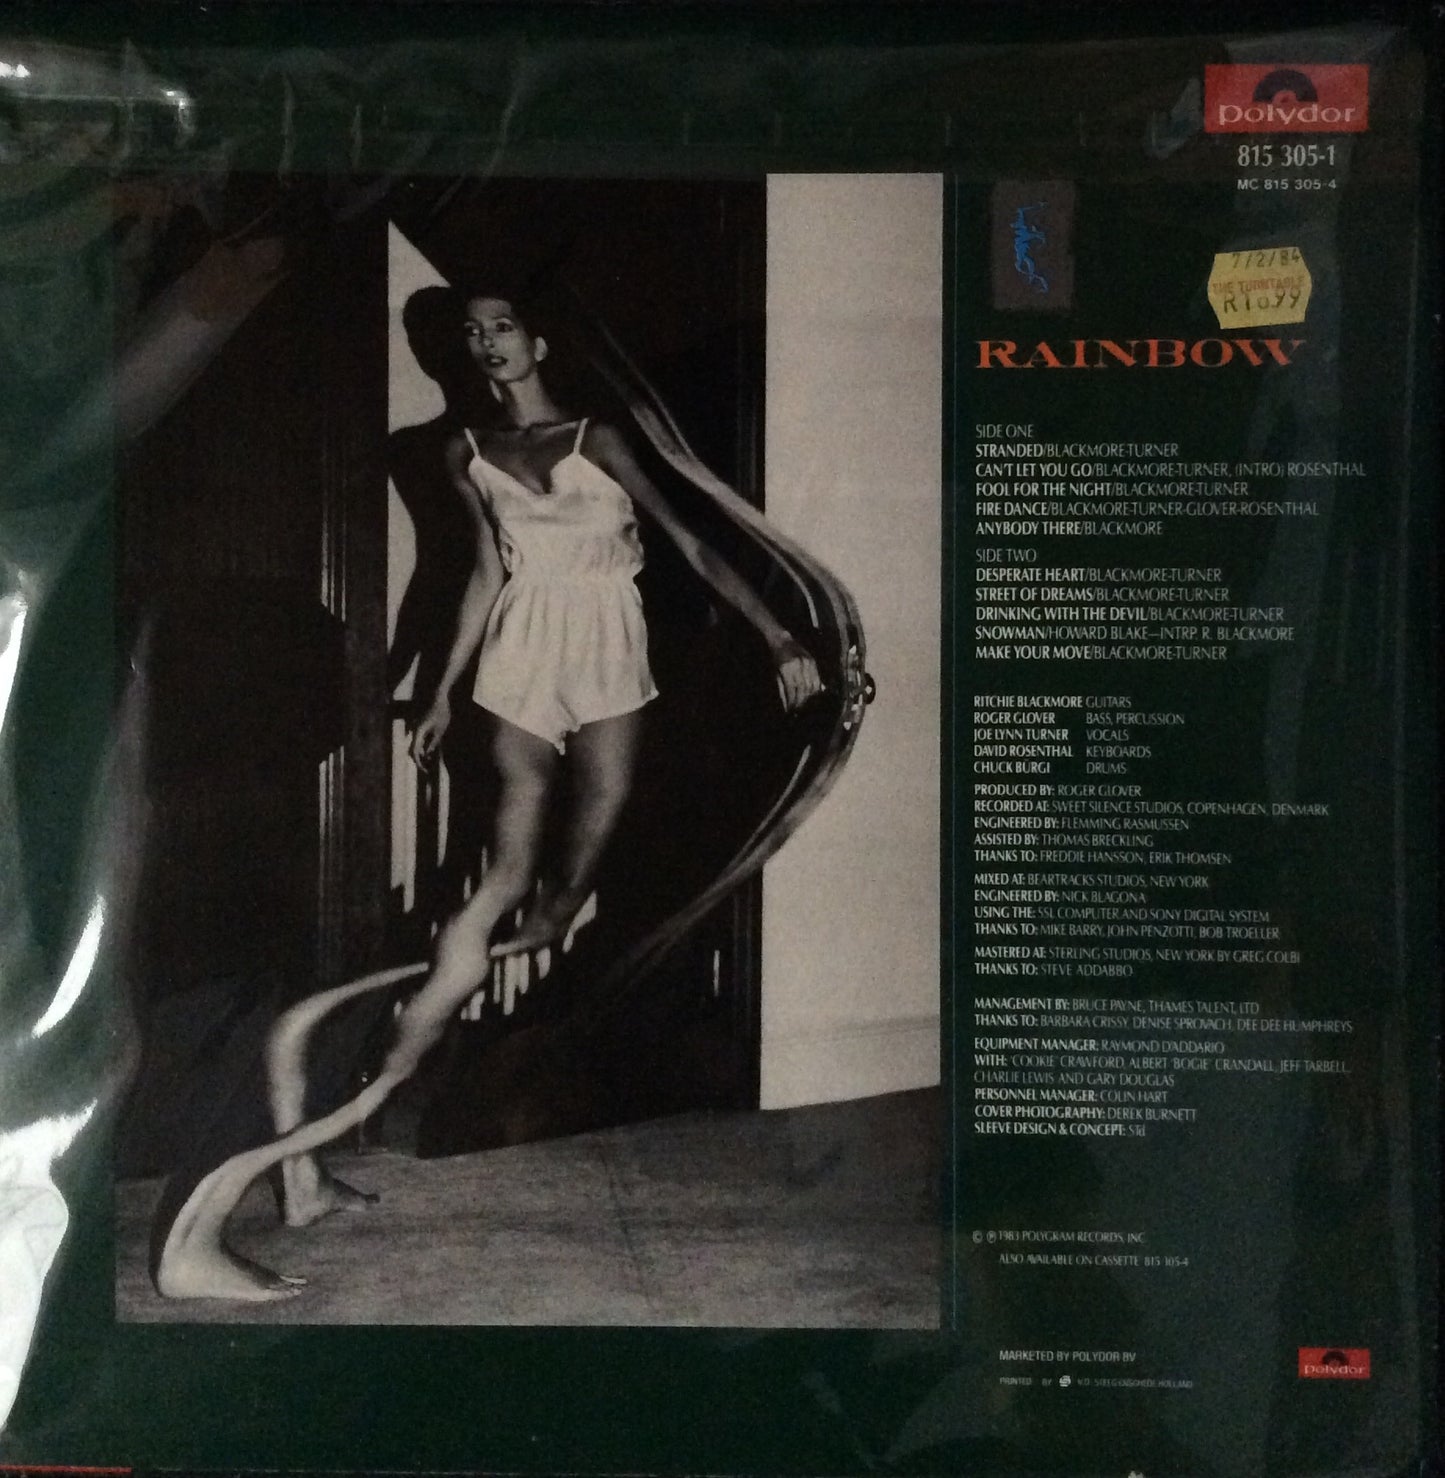 polydor
815 305-1
MC 815 305-4
7/2/84
THE TURNTABLE
R10.99
RAINBOW
SIDE ONE
STRANDED/BLACKMORE-TURNER
CAN'T LET YOU GO/BLACKMORE-TURNER, (INTRO) ROSENTHAL
FOOL FOR THE NIGHT/BLACKMORE-TURNER
FIRE DANCE/BLACKMORE-TURNER-GLOVER-ROSENTHAL
ANYBODY THERE/BLACKMORE
SIDE TWO
DESPERATE HEART/BLACKMORE-TURNER
STREET OF DREAMS/BLACKMORE-TURNER
DRINKING WITH THE DEVIL/BLACKMORE-TURNER
SNOWMAN/HOWARD BLAKE—INTRP. R. BLACKMORE
MAKE YOUR MOVE/BLACKMORE-TURNER
RITCHIE BLACKMORE GUITARS
ROGER GLOVER BASS, PERCUSSION
JOE LYNN TURNER VOCALS
DAVID ROSENTHAL KEYBOARDS
CHUCK BÜRGI DRUMS
PRODUCED BY: ROGER GLOVER
RECORDED AT: SWEET SILENCE STUDIOS, COPENHAGEN, DENMARK
ENGINEERED BY: FLEMMING RASMUSSEN
ASSISTED BY: THOMAS BRECKLING
THANKS TO: FREDDIE HANSSON, ERIK THOMSEN
MIXED AT: BEARTRACKS STUDIOS, NEW YORK
ENGINEERED BY: NICK BLAGONA
USING THE: SSL COMPUTER AND SONY DIGITAL SYSTEM
THANKS TO: MIKE BARRY, JOHN PENZOTTI, BOB TROELLER
MASTERED AT: STERLING STUDIOS, NEW YORK BY GREG COLBI
THANKS TO: STEVE ADDABBO
MANAGEMENT BY: BRUCE PAYNE, THAMES TALENT, LTD
THANKS TO: BARBARA CRISSY, DENISE SPROVACH, DEE DEE HUMPHREYS
EQUIPMENT MANAGER: RAYMOND D'ADDARIO
WITH: 'COOKIE' CRAWFORD, ALBERT 'BOGIE' CRANDALL, JEFF TARBELL,
CHARLIE LEWIS AND GARY DOUGLAS
PERSONNEL MANAGER: COLIN HART
COVER PHOTOGRAPHY: DEREK BURNETT
SLEEVE DESIGN & CONCEPT: STd
© ℗ 1983 POLYGRAM RECORDS, INC
ALSO AVAILABLE ON CASSETTE 815 305-4
MARKETED BY POLYDOR BV
PRINTED BY V.D. STEEG-ENSCHEDE HOLLAND
polydor